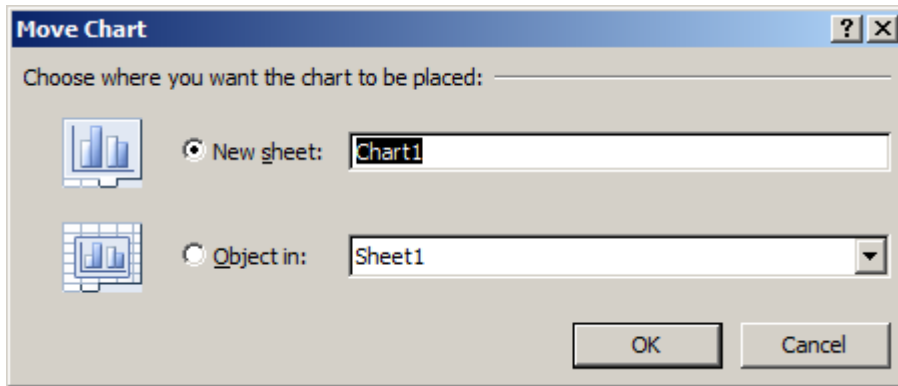 Move Chart
Choose where you want the chart to be placed:
New sheet: Chart1
Object in: Sheet1
OK Cancel